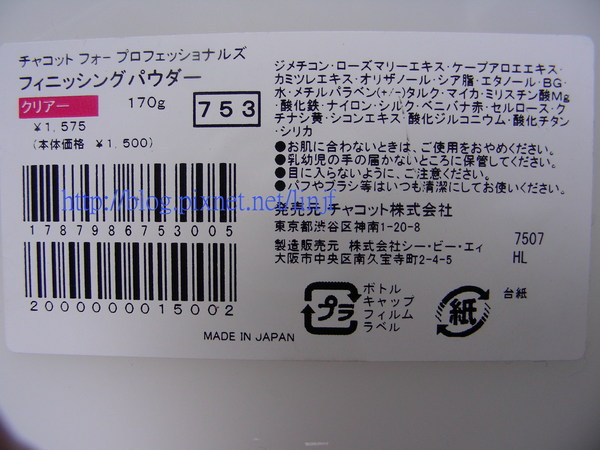 チャコット フォー プロフェッショナルズ
フィニッシングパウダー
クリアー 170g 753
¥1,575
(本体価格 ¥1,500)
1787986753005
2000000015002
MADE IN JAPAN
ジメチコン・ローズマリーエキス・ケープアロエエキス・
カミツレエキス・オリザノール・シア脂・エタノール・BG・
水・メチルパラベン(+/-)タルク・マイカ・ミリスチン酸Mg
・酸化鉄・ナイロン・シルク・ベニバナ赤・セルロース・ク
チナシ黄・シコンエキス・酸化ジルコニウム・酸化チタン
・シリカ
●お肌に合わないときは、ご使用をおやめください。
●乳幼児の手の届かないところに保管してください。
●目に入らないように、ご注意ください。
●パフやブラシ等はいつも清潔にしてお使いください。
発売元 チャコット株式会社
東京都渋谷区神南1-20-8
製造販売元 株式会社シー・ビー・エィ
大阪市中央区南久宝寺町2-4-5
7507
HL
プラ
ボトル
キャップ
フィルム
ラベル
紙
台紙
http://blog.pixnet.net/linjf